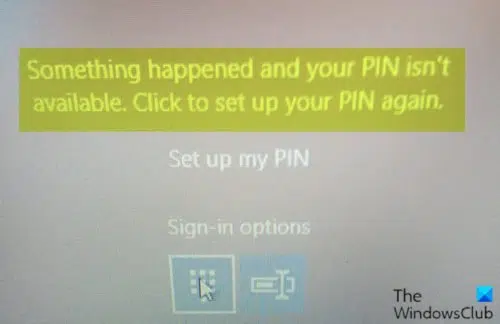 Something happened and your PIN isn't
available. Click to set up your PIN again.
Set up my PIN
Sign-in options
The
WindowsClub